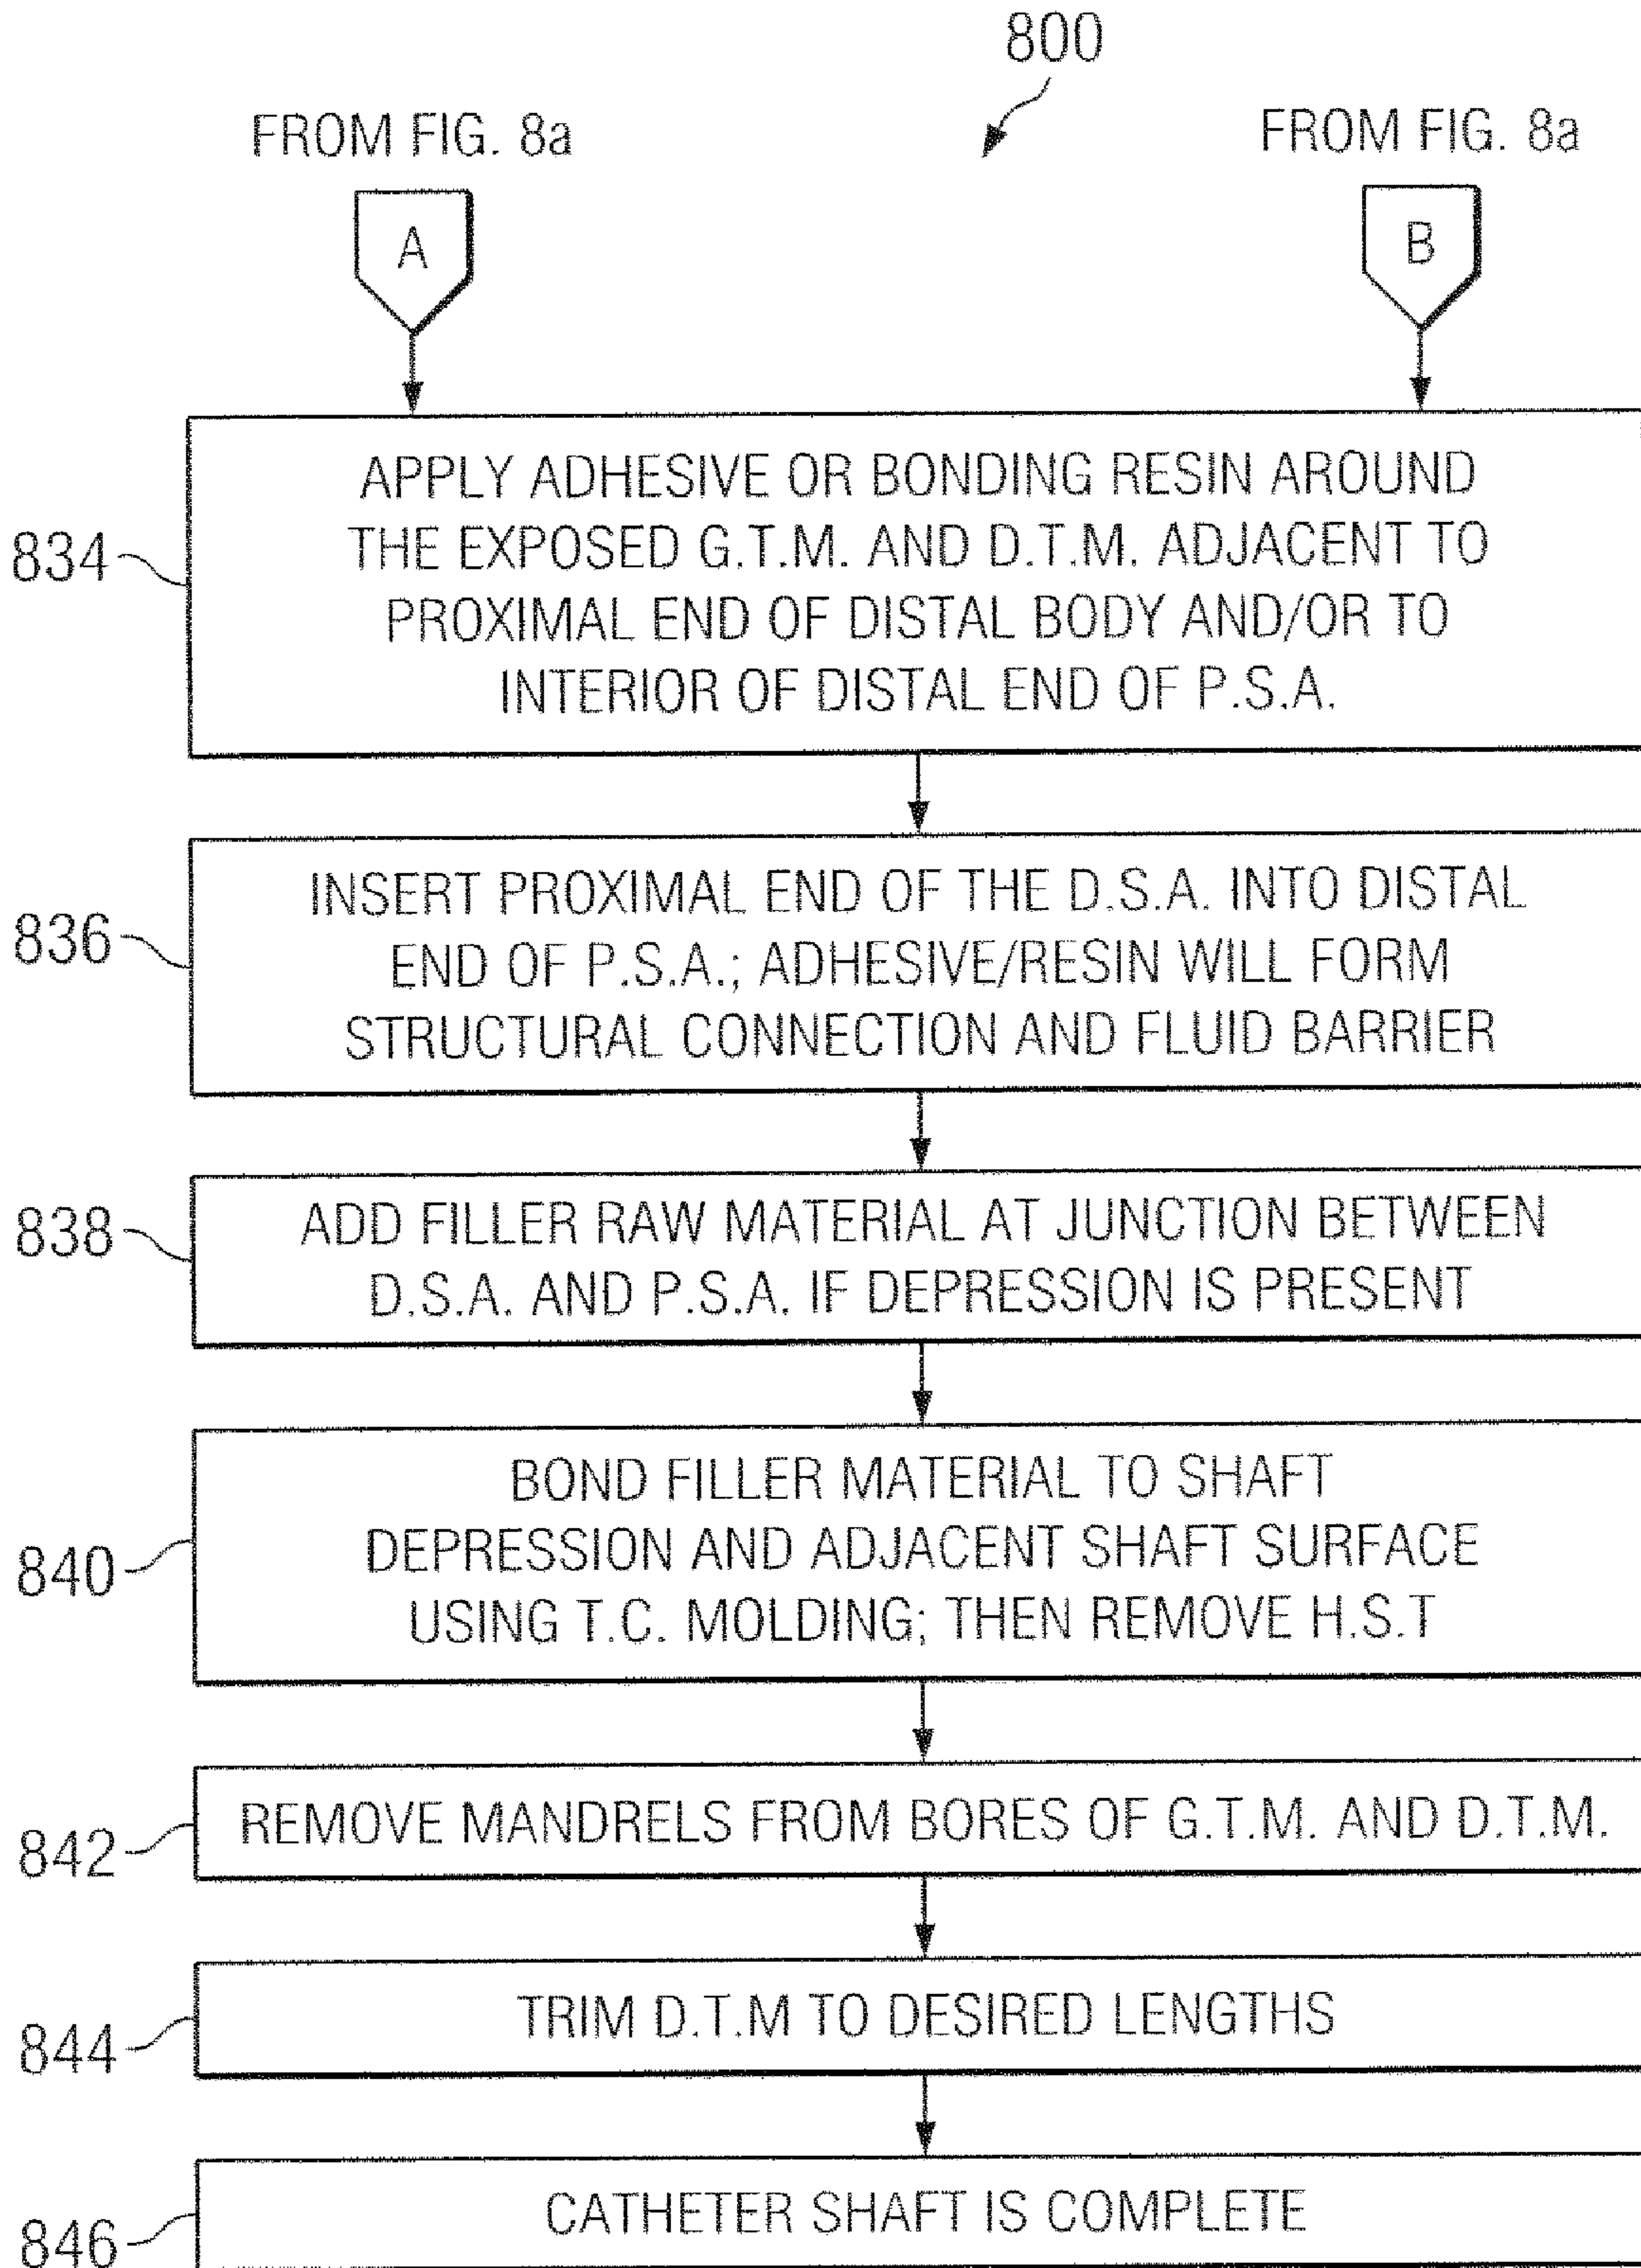 800
FROM FIG. 8a
FROM FIG. 8a
A
B
834
APPLY ADHESIVE OR BONDING RESIN AROUND
THE EXPOSED G.T.M. AND D.T.M. ADJACENT TO
PROXIMAL END OF DISTAL BODY AND/OR TO
INTERIOR OF DISTAL END OF P.S.A.
836
INSERT PROXIMAL END OF THE D.S.A. INTO DISTAL
END OF P.S.A.; ADHESIVE/RESIN WILL FORM
STRUCTURAL CONNECTION AND FLUID BARRIER
838
ADD FILLER RAW MATERIAL AT JUNCTION BETWEEN
D.S.A. AND P.S.A. IF DEPRESSION IS PRESENT
840
BOND FILLER MATERIAL TO SHAFT
DEPRESSION AND ADJACENT SHAFT SURFACE
USING T.C. MOLDING; THEN REMOVE H.S.T
842
REMOVE MANDRELS FROM BORES OF G.T.M. AND D.T.M.
844
TRIM D.T.M TO DESIRED LENGTHS
846
CATHETER SHAFT IS COMPLETE